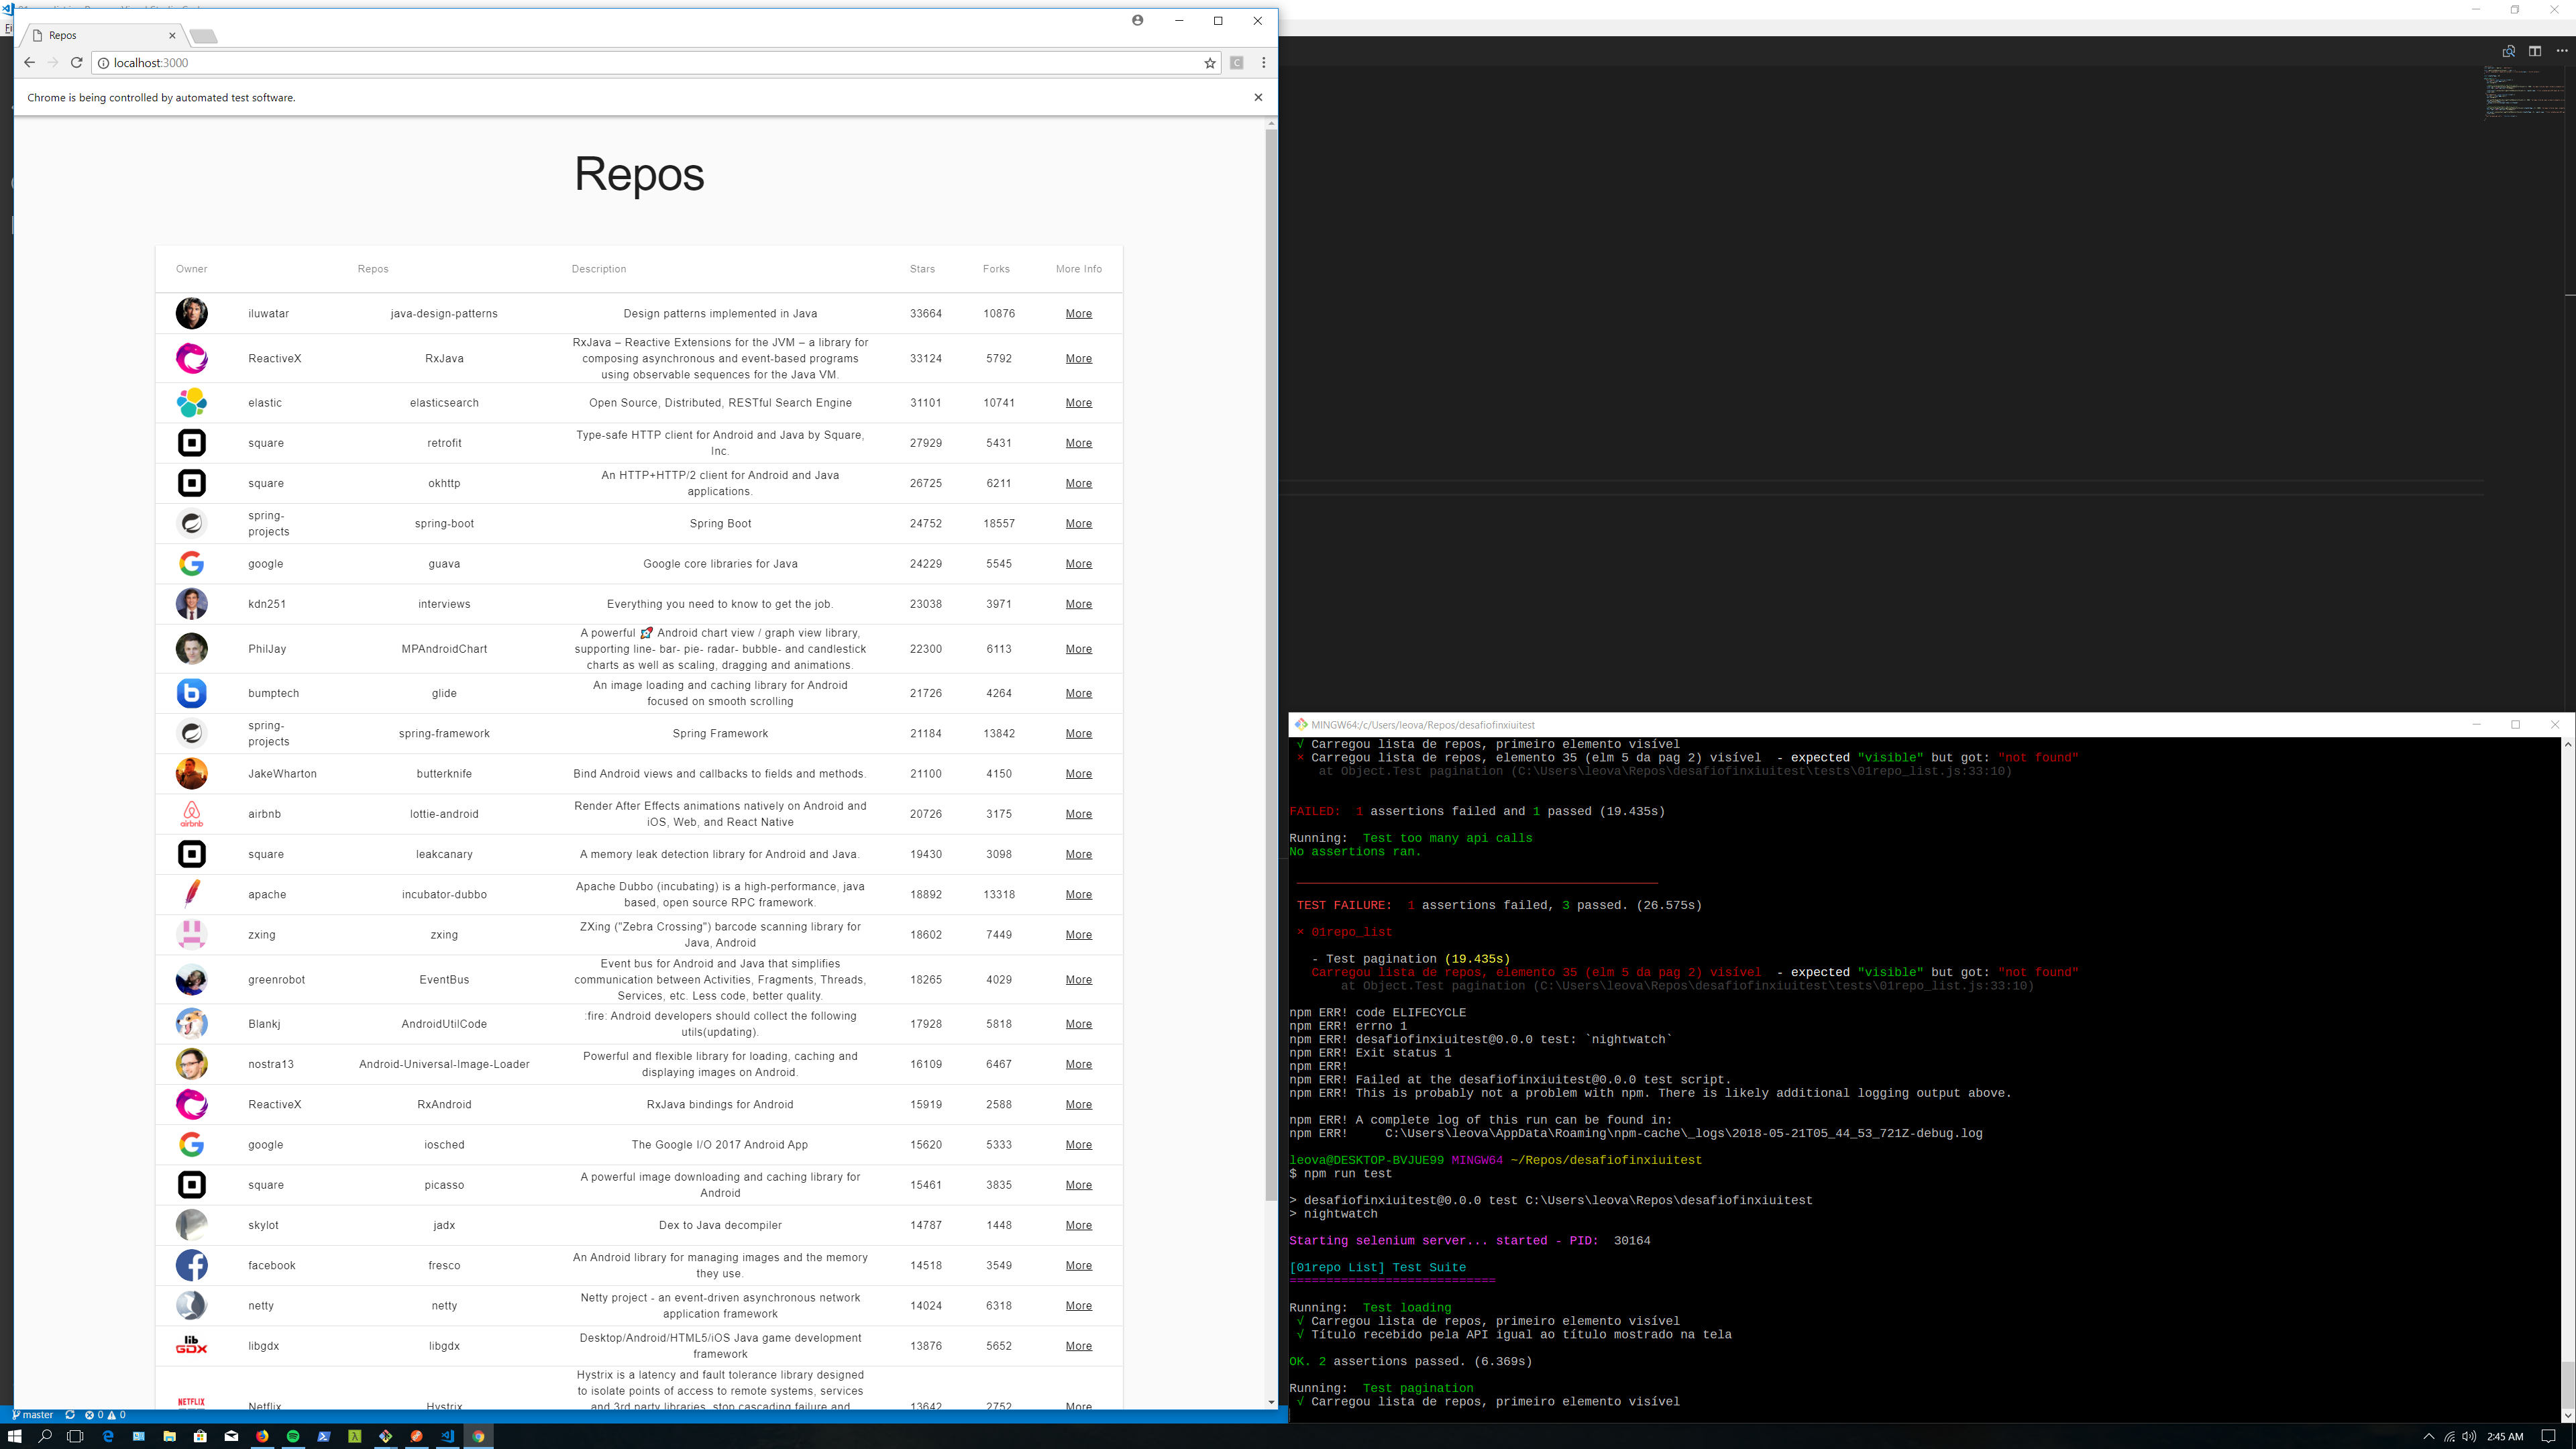 Repos
localhost:3000
Chrome is being controlled by automated test software.
Repos
Owner Repos Description Stars Forks More Info
iluwatar java-design-patterns Design patterns implemented in Java 33664 10876 More
ReactiveX RxJava RxJava – Reactive Extensions for the JVM – a library for
composing asynchronous and event-based programs
using observable sequences for the Java VM. 33124 5792 More
elastic elasticsearch Open Source, Distributed, RESTful Search Engine 31101 10741 More
square retrofit Type-safe HTTP client for Android and Java by Square,
Inc. 27929 5431 More
square okhttp An HTTP+HTTP/2 client for Android and Java
applications. 26725 6211 More
spring-
projects spring-boot Spring Boot 24752 18557 More
google guava Google core libraries for Java 24229 5545 More
kdn251 interviews Everything you need to know to get the job. 23038 3971 More
PhilJay MPAndroidChart A powerful 🚀 Android chart view / graph view library,
supporting line- bar- pie- radar- bubble- and candlestick
charts as well as scaling, dragging and animations. 22300 6113 More
bumptech glide An image loading and caching library for Android
focused on smooth scrolling 21726 4264 More
spring-
projects spring-framework Spring Framework 21184 13842 More
JakeWharton butterknife Bind Android views and callbacks to fields and methods. 21100 4150 More
airbnb airbnb lottie-android Render After Effects animations natively on Android and
iOS, Web, and React Native 20726 3175 More
square leakcanary A memory leak detection library for Android and Java. 19430 3098 More
apache incubator-dubbo Apache Dubbo (incubating) is a high-performance, java
based, open source RPC framework. 18892 13318 More
zxing zxing ZXing ("Zebra Crossing") barcode scanning library for
Java, Android 18602 7449 More
greenrobot EventBus Event bus for Android and Java that simplifies
communication between Activities, Fragments, Threads,
Services, etc. Less code, better quality. 18265 4029 More
Blankj AndroidUtilCode :fire: Android developers should collect the following
utils(updating). 17928 5818 More
nostra13 Android-Universal-Image-Loader Powerful and flexible library for loading, caching and
displaying images on Android. 16109 6467 More
ReactiveX RxAndroid RxJava bindings for Android 15919 2588 More
google iosched The Google I/O 2017 Android App 15620 5333 More
square picasso A powerful image downloading and caching library for
Android 15461 3835 More
skylot jadx Dex to Java decompiler 14787 1448 More
facebook fresco An Android library for managing images and the memory
they use. 14518 3549 More
netty netty Netty project - an event-driven asynchronous network
application framework 14024 6318 More
lib GDX libgdx libgdx Desktop/Android/HTML5/iOS Java game development
framework 13876 5652 More
Hystrix is a latency and fault tolerance library designed
to isolate points of access to remote systems, services
NETFLIX Netflix Hystrix and 3rd party libraries, stop cascading failure and 13642 2752 More
master 0 0
MINGW64:/c/Users/leova/Repos/desafiofinxiuitest
√ Carregou lista de repos, primeiro elemento visível
× Carregou lista de repos, elemento 35 (elm 5 da pag 2) visível - expected "visible" but got: "not found"
at Object.Test pagination (C:\Users\leova\Repos\desafiofinxiuitest\tests\01repo_list.js:33:10)
FAILED: 1 assertions failed and 1 passed (19.435s)
Running: Test too many api calls
No assertions ran.
TEST FAILURE: 1 assertions failed, 3 passed. (26.575s)
× 01repo_list
- Test pagination (19.435s)
Carregou lista de repos, elemento 35 (elm 5 da pag 2) visível - expected "visible" but got: "not found"
at Object.Test pagination (C:\Users\leova\Repos\desafiofinxiuitest\tests\01repo_list.js:33:10)
npm ERR! code ELIFECYCLE
npm ERR! errno 1
npm ERR! desafiofinxiuitest@0.0.0 test: `nightwatch`
npm ERR! Exit status 1
npm ERR!
npm ERR! Failed at the desafiofinxiuitest@0.0.0 test script.
npm ERR! This is probably not a problem with npm. There is likely additional logging output above.
npm ERR! A complete log of this run can be found in:
npm ERR! C:\Users\leova\AppData\Roaming\npm-cache\_logs\2018-05-21T05_44_53_721Z-debug.log
leova@DESKTOP-BVJUE99 MINGW64 ~/Repos/desafiofinxiuitest
$ npm run test
> desafiofinxiuitest@0.0.0 test C:\Users\leova\Repos\desafiofinxiuitest
> nightwatch
Starting selenium server... started - PID: 30164
[01repo List] Test Suite
============================
Running: Test loading
√ Carregou lista de repos, primeiro elemento visível
√ Título recebido pela API igual ao título mostrado na tela
OK. 2 assertions passed. (6.369s)
Running: Test pagination
√ Carregou lista de repos, primeiro elemento visível
2:45 AM